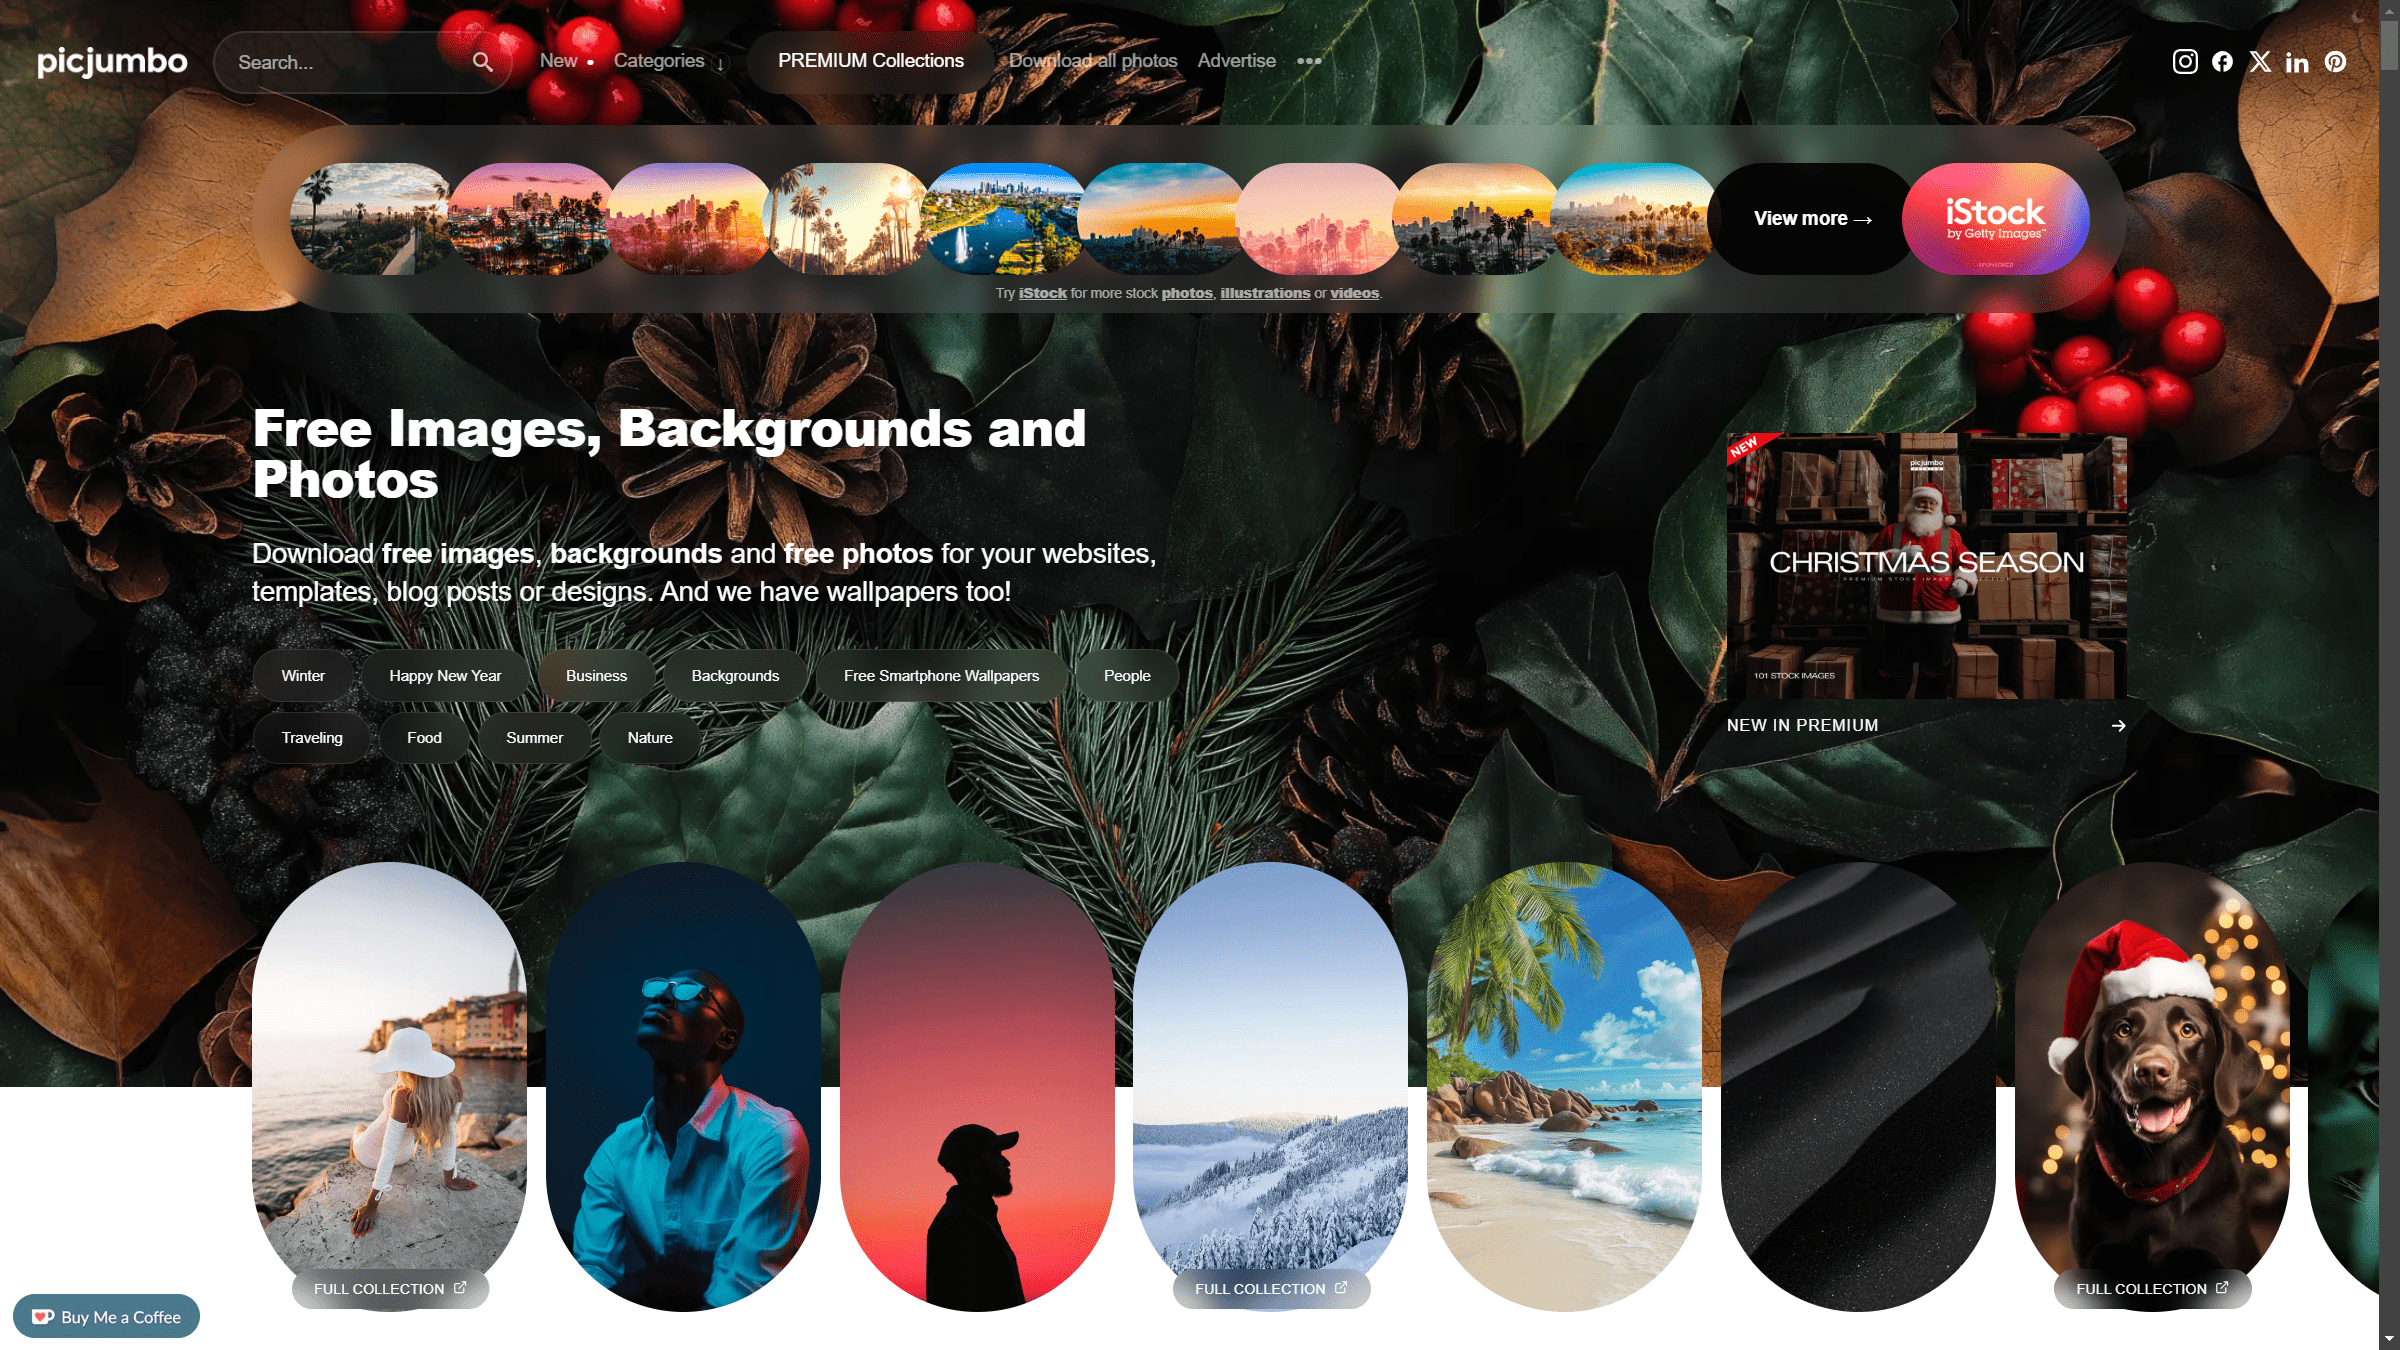 picjumbo
Search...
New •
Categories ↓
PREMIUM Collections
Download all photos
Advertise
•••
View more →
iStock
by Getty Images™
SPONSORED
Try iStock for more stock photos, illustrations or videos.
Free Images, Backgrounds and
Photos
Download free images, backgrounds and free photos for your websites,
templates, blog posts or designs. And we have wallpapers too!
Winter
Happy New Year
Business
Backgrounds
Free Smartphone Wallpapers
People
Traveling
Food
Summer
Nature
NEW
picjumbo
PREMIUM
CHRISTMAS SEASON
PREMIUM STOCK IMAGE COLLECTION
101 STOCK IMAGES
NEW IN PREMIUM →
FULL COLLECTION
FULL COLLECTION
FULL COLLECTION
Buy Me a Coffee